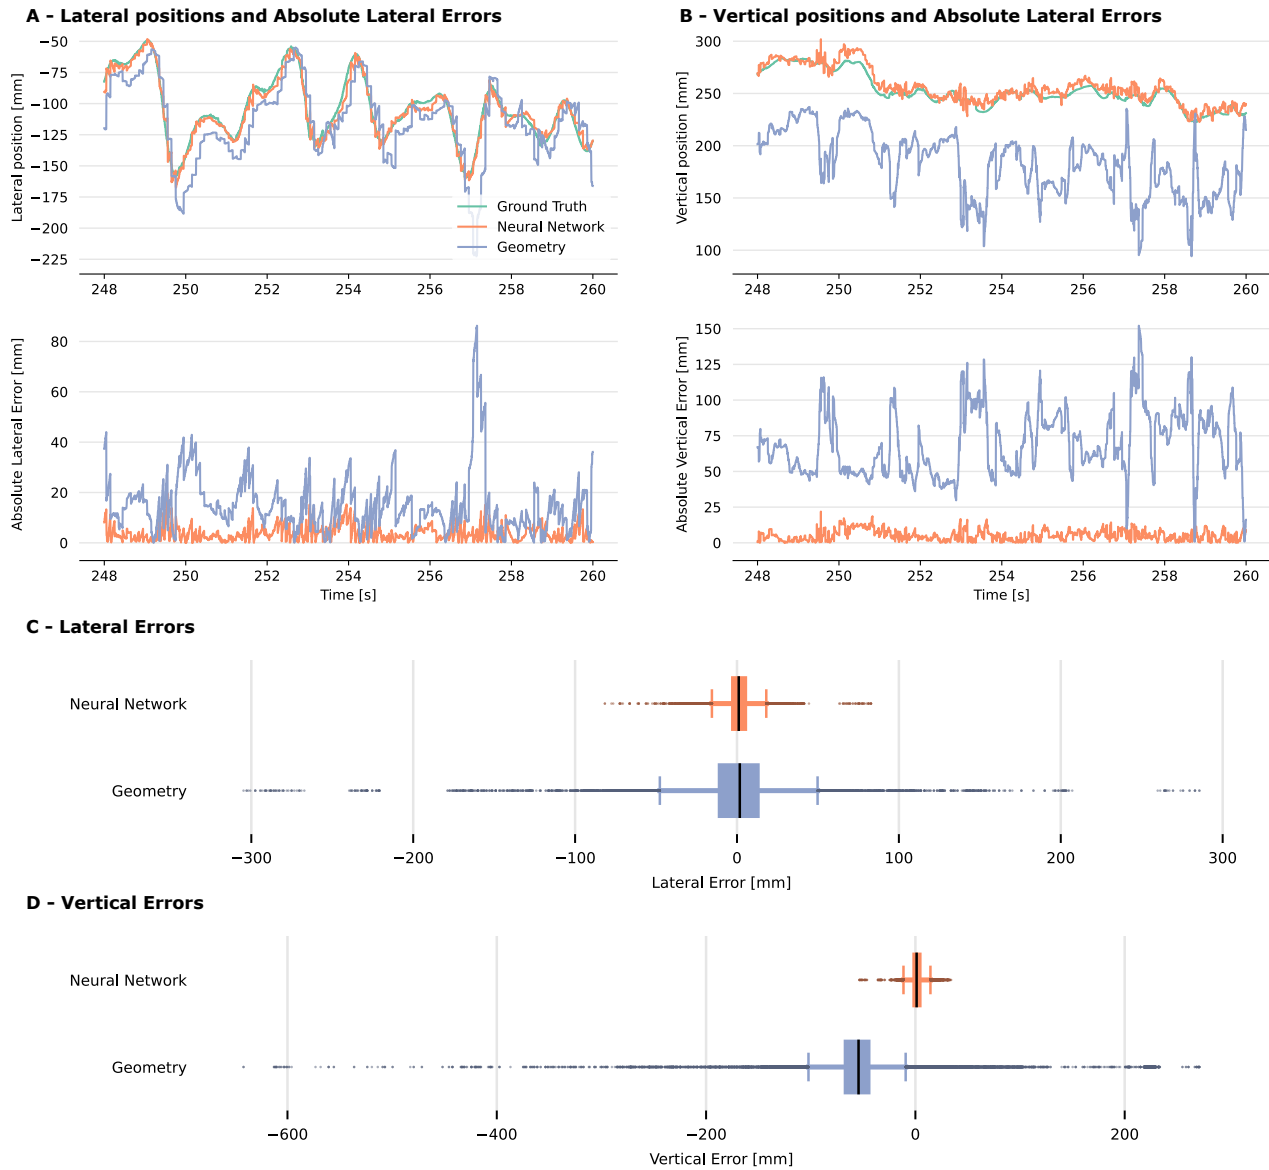 A - Lateral positions and Absolute Lateral Errors
Lateral position [mm]
−50
−75
−100
−125
−150
−175
−200
−225
Ground Truth
Neural Network
Geometry
248 250 252 254 256 258 260
Absolute Lateral Error [mm]
80
60
40
20
0
248 250 252 254 256 258 260
Time [s]
B - Vertical positions and Absolute Lateral Errors
Vertical position [mm]
300
250
200
150
100
248 250 252 254 256 258 260
Absolute Vertical Error [mm]
150
125
100
75
50
25
0
248 250 252 254 256 258 260
Time [s]
C - Lateral Errors
Neural Network
Geometry
−300 −200 −100 0 100 200 300
Lateral Error [mm]
D - Vertical Errors
Neural Network
Geometry
−600 −400 −200 0 200
Vertical Error [mm]